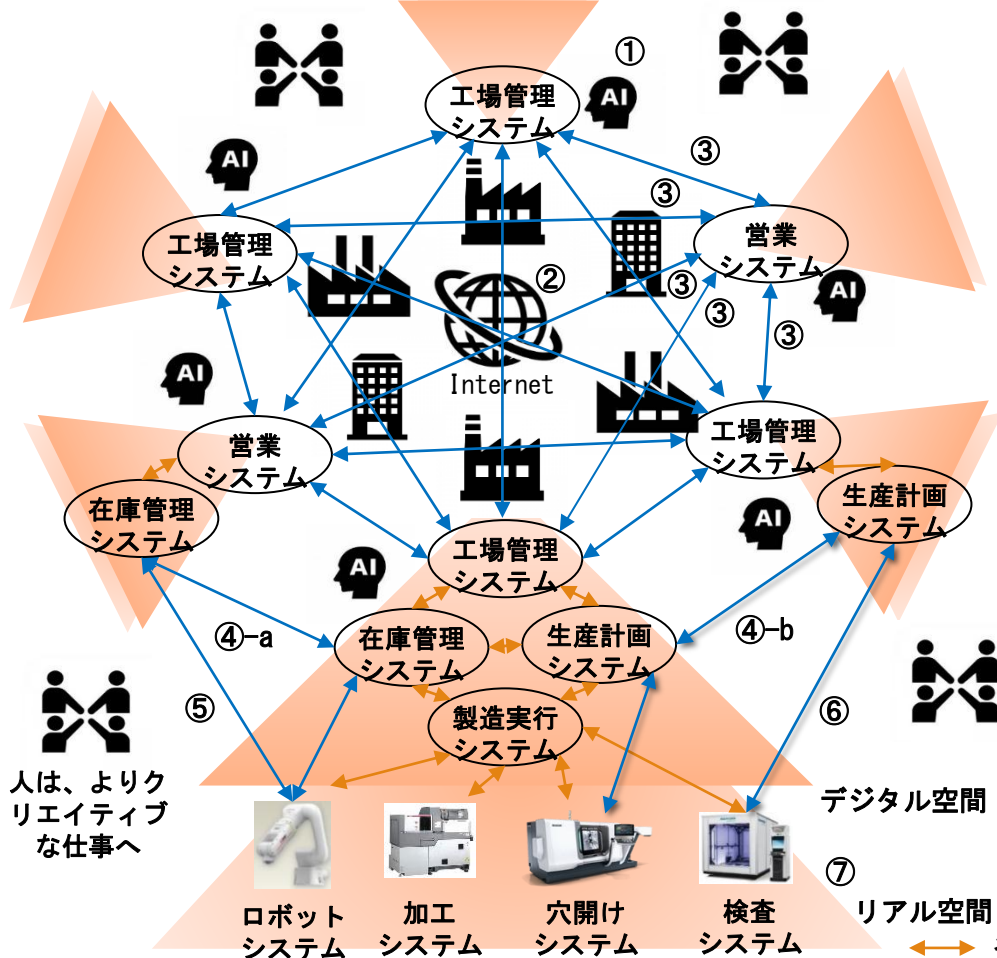 ①
工場管理
システム
AI
③
AI
③
工場管理
システム
営業
システム
②
③
AI
③
Internet
③
AI
工場管理
システム
営業
システム
在庫管理
システム
生産計画
システム
AI
工場管理
システム
AI
④-a
在庫管理
システム
生産計画
システム
④-b
⑤
製造実行
システム
⑥
人は、よりク
リエイティブ
な仕事へ
デジタル空間
⑦
ロボット
システム
加工
システム
穴開け
システム
検査
システム
リアル空間